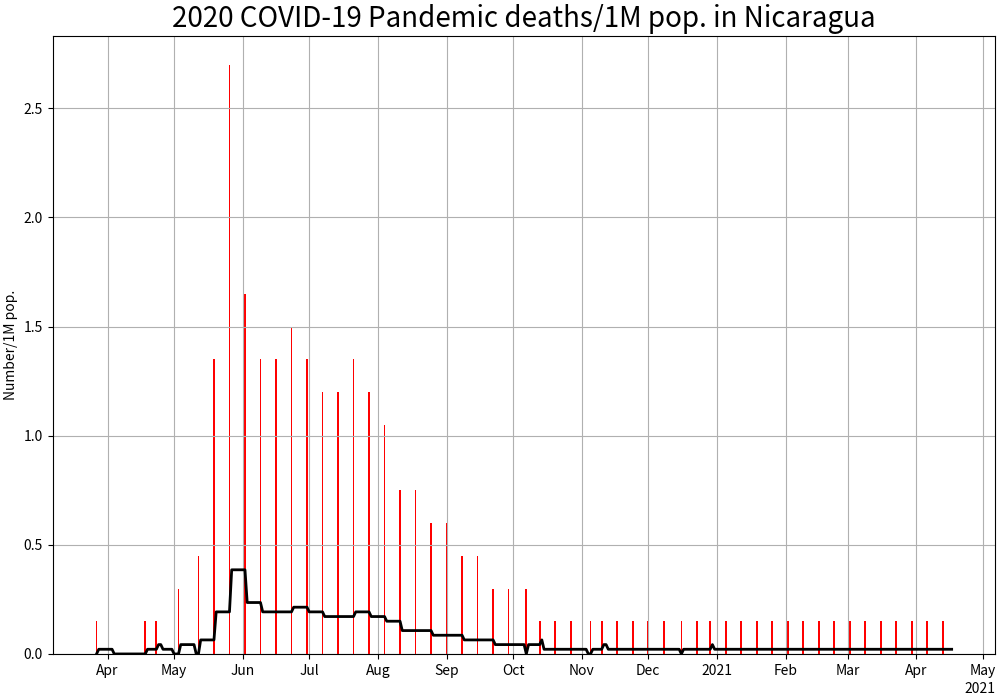 2020 COVID-19 Pandemic deaths/1M pop. in Nicaragua
Number/1M pop.
2.5
2.0
1.5
1.0
0.5
0.0
Apr May Jun Jul Aug Sep Oct Nov Dec 2021 Feb Mar Apr May
2021